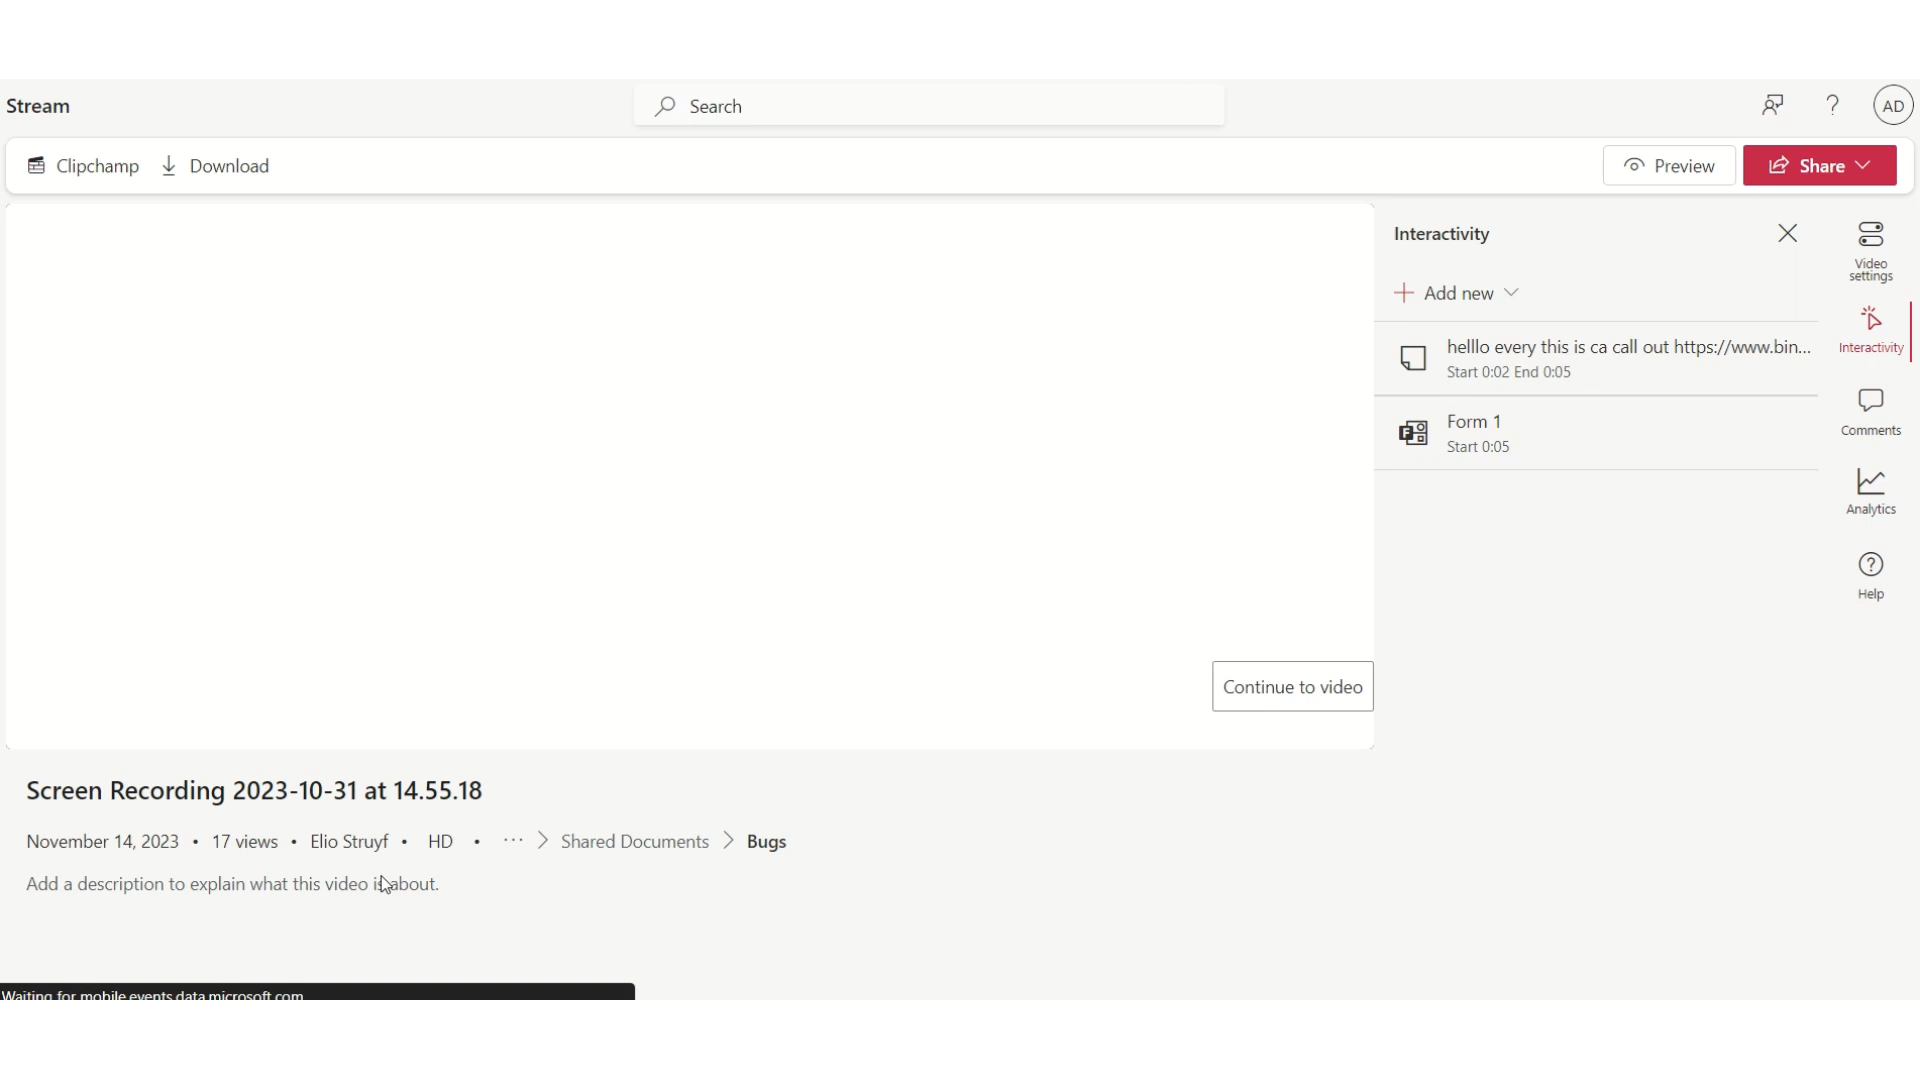 Stream
Search
AD
Clipchamp
Download
Preview
Share
Interactivity
Add new
helllo every this is ca call out https://www.bin...
Start 0:02 End 0:05
Form 1
Start 0:05
Video
settings
Interactivity
Comments
Analytics
Help
Continue to video
Screen Recording 2023-10-31 at 14.55.18
November 14, 2023 • 17 views • Elio Struyf • HD • ··· > Shared Documents > Bugs
Add a description to explain what this video is about.
Waiting for mobile.events.data.microsoft.com